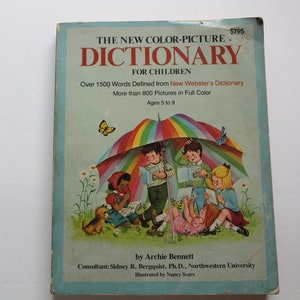 $2.95
THE NEW COLOR-PICTURE
DICTIONARY
FOR CHILDREN
Over 1500 Words Defined from New Webster's Dictionary
More than 800 Pictures in Full Color
Ages 5 to 9
by Archie Bennett
Consultant: Sidney R. Bergquist, Ph.D., Northwestern University
Illustrated by Nancy Sears